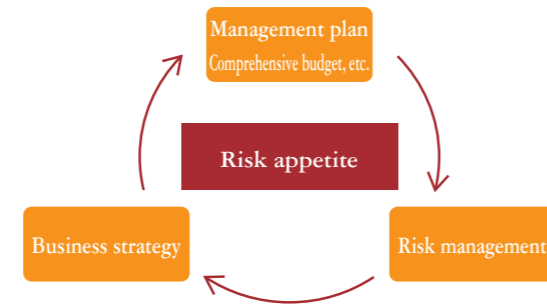 Management plan
Comprehensive budget, etc.
Risk appetite
Business strategy
Risk management